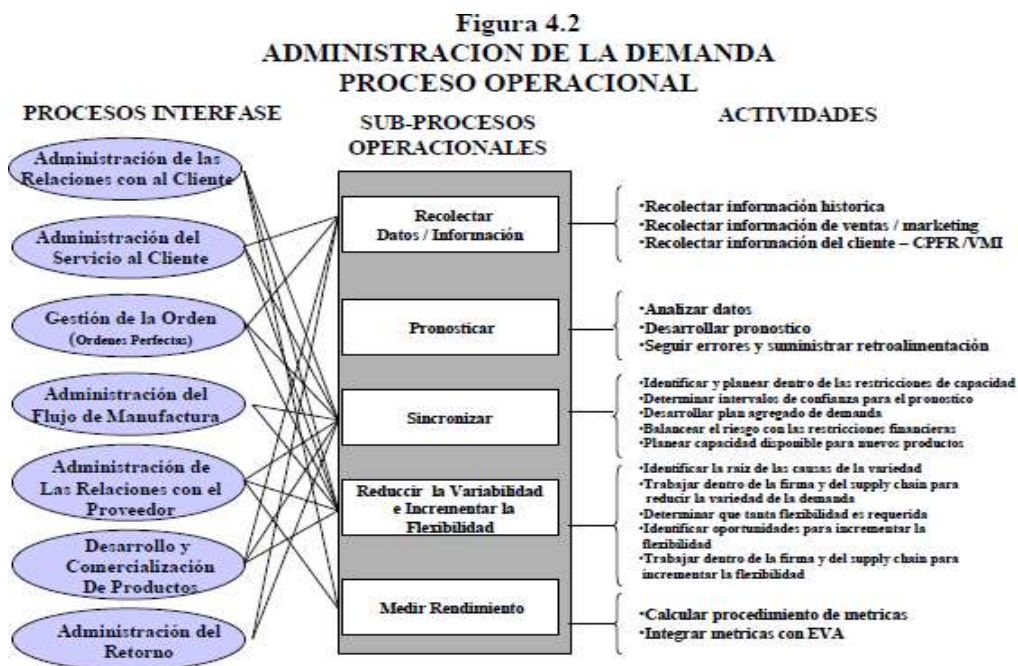 Figura 4.2
ADMINISTRACION DE LA DEMANDA
PROCESO OPERACIONAL
PROCESOS INTERFASE
Administración de las
Relaciones con al Cliente
Administración del
Servicio al Cliente
Gestión de la Orden
(Ordenes Perfectas)
Administración del
Flujo de Manufactura
Administración de
Las Relaciones con el
Proveedor
Desarrollo y
Comercialización
De Productos
Administración del
Retorno
SUB-PROCESOS
OPERACIONALES
Recolectar
Datos / Información
Pronosticar
Sincronizar
Reduccir la Variabilidad
e Incrementar la
Flexibilidad
Medir Rendimiento
ACTIVIDADES
•Recolectar información historica
•Recolectar información de ventas / marketing
•Recolectar información del cliente – CPFR /VMI
•Analizar datos
•Desarrollar pronostico
•Seguir errores y suministrar retroalimentación
•Identificar y planear dentro de las restricciones de capacidad
•Determinar intervalos de confianza para el pronostico
•Desarrollar plan agregado de demanda
•Balancear el riesgo con las restricciones financieras
•Planear capacidad disponible para nuevos productos
•Identificar la raiz de las causas de la variedad
•Trabajar dentro de la firma y del supply chain para
reducir la variedad de la demanda
•Determinar que tanta flexibilidad es requerida
•Identificar oportunidades para incrementar la
flexibilidad
•Trabajar dentro de la firma y del supply chain para
incrementar la flexibilidad
•Calcular procedimiento de metricas
•Integrar metricas con EVA